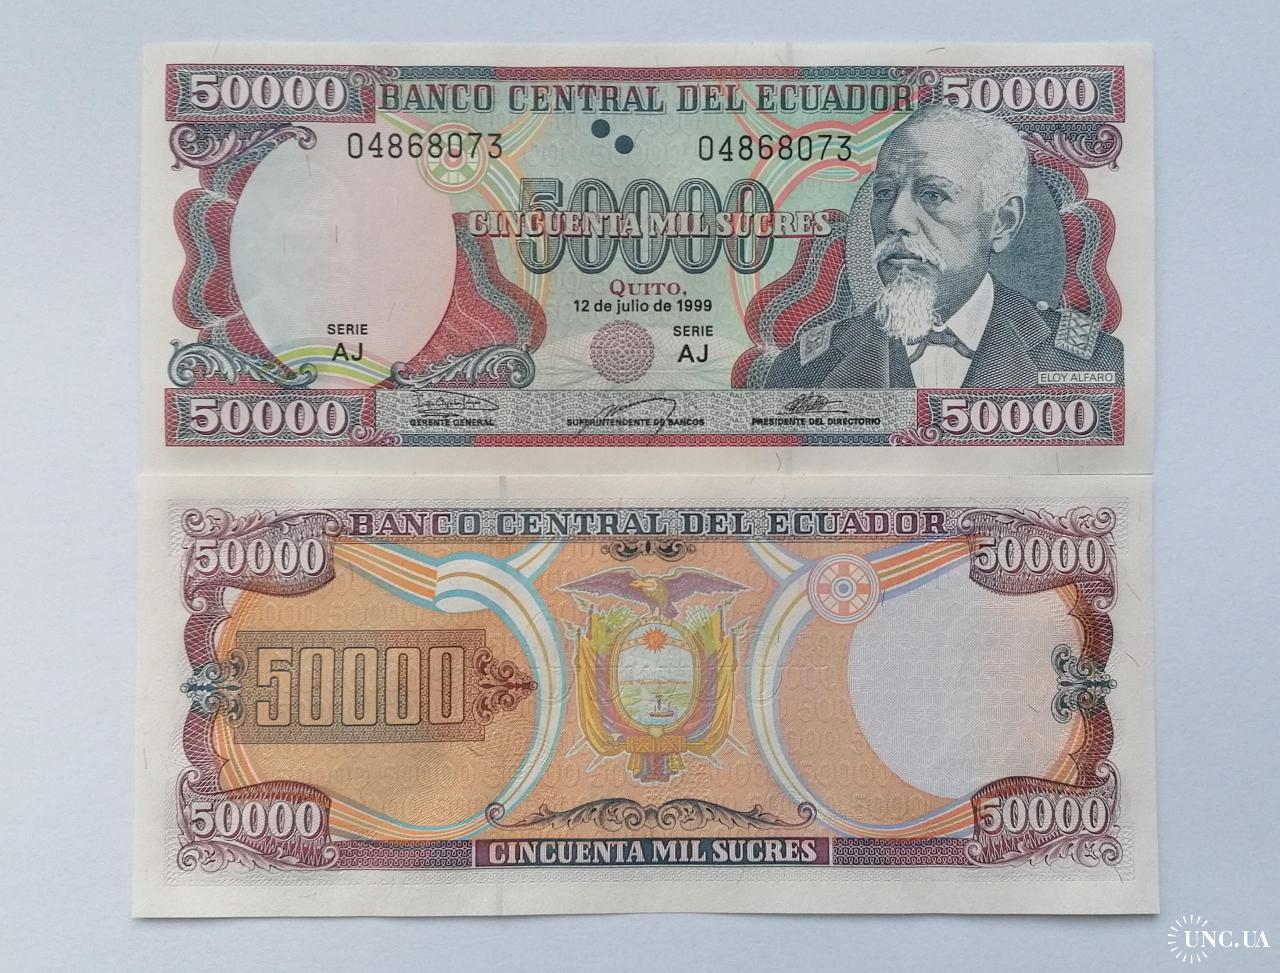 50000 BANCO CENTRAL DEL ECUADOR 50000
04868073 04868073
50000
CINCUENTA MIL SUCRES
QUITO,
12 de julio de 1999
SERIE SERIE
AJ AJ
ELOY ALFARO
50000 GERENTE GENERAL SUPERINTENDENTE DE BANCOS PRESIDENTE DEL DIRECTORIO 50000
BANCO CENTRAL DEL ECUADOR
50000 50000
50000
50000 50000
CINCUENTA MIL SUCRES
UNC.UA